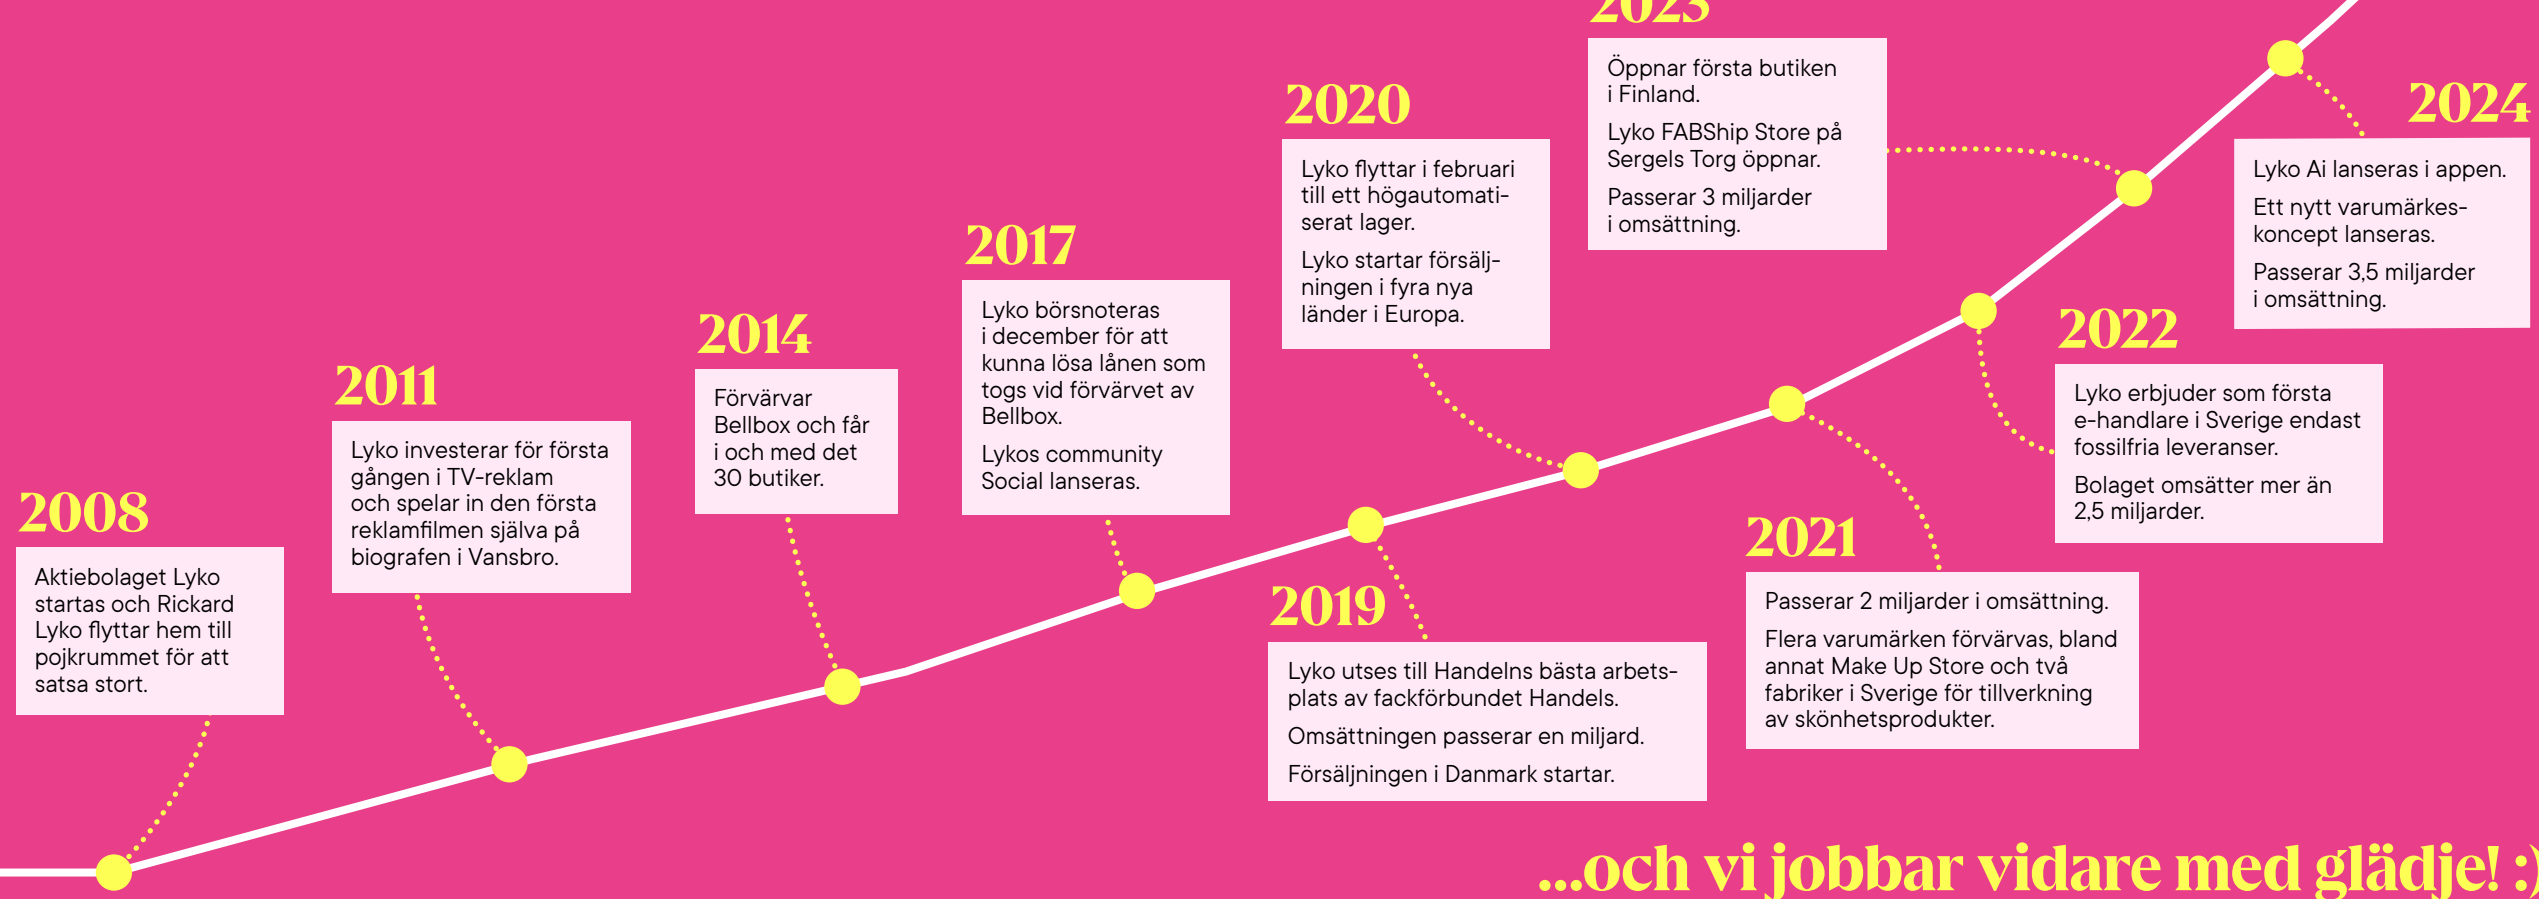 2008
Aktiebolaget Lyko
startas och Rickard
Lyko flyttar hem till
pojkrummet för att
satsa stort.
2011
Lyko investerar för första
gången i TV-reklam
och spelar in den första
reklamfilmen själva på
biografen i Vansbro.
2014
Förvärvar
Bellbox och får
i och med det
30 butiker.
2017
Lyko börsnoteras
i december för att
kunna lösa lånen som
togs vid förvärvet av
Bellbox.
Lykos community
Social lanseras.
2019
Lyko utses till Handelns bästa arbets-
plats av fackförbundet Handels.
Omsättningen passerar en miljard.
Försäljningen i Danmark startar.
2020
Lyko flyttar i februari
till ett högautomati-
serat lager.
Lyko startar försälj-
ningen i fyra nya
länder i Europa.
2021
Passerar 2 miljarder i omsättning.
Flera varumärken förvärvas, bland
annat Make Up Store och två
fabriker i Sverige för tillverkning
av skönhetsprodukter.
2022
Lyko erbjuder som första
e-handlare i Sverige endast
fossilfria leveranser.
Bolaget omsätter mer än
2,5 miljarder.
2023
Öppnar första butiken
i Finland.
Lyko FABShip Store på
Sergels Torg öppnar.
Passerar 3 miljarder
i omsättning.
2024
Lyko Ai lanseras i appen.
Ett nytt varumärkes-
koncept lanseras.
Passerar 3,5 miljarder
i omsättning.
...och vi jobbar vidare med glädje! :)